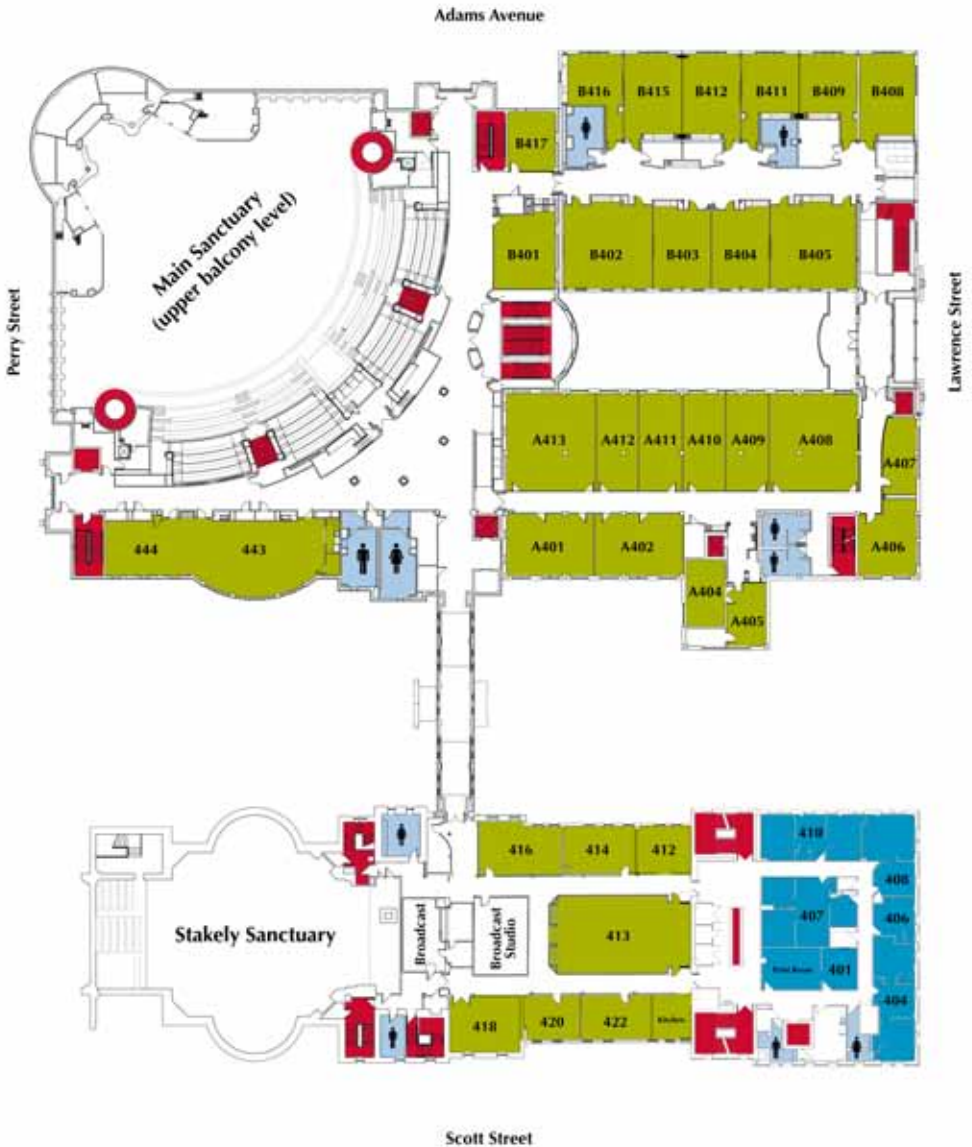 Adams Avenue
B416
B415
B412
B411
B409
B408
B417
Main Sanctuary
(upper balcony level)
B401
B402
B403
B404
B405
Perry Street
Lawrence Street
A413
A412
A411
A410
A409
A408
A407
444
443
A401
A402
A406
A404
A405
416
414
412
410
408
Stakely Sanctuary
Broadcast
Broadcast
Studio
413
407
406
401
404
418
420
422
Kitchen
Scott Street